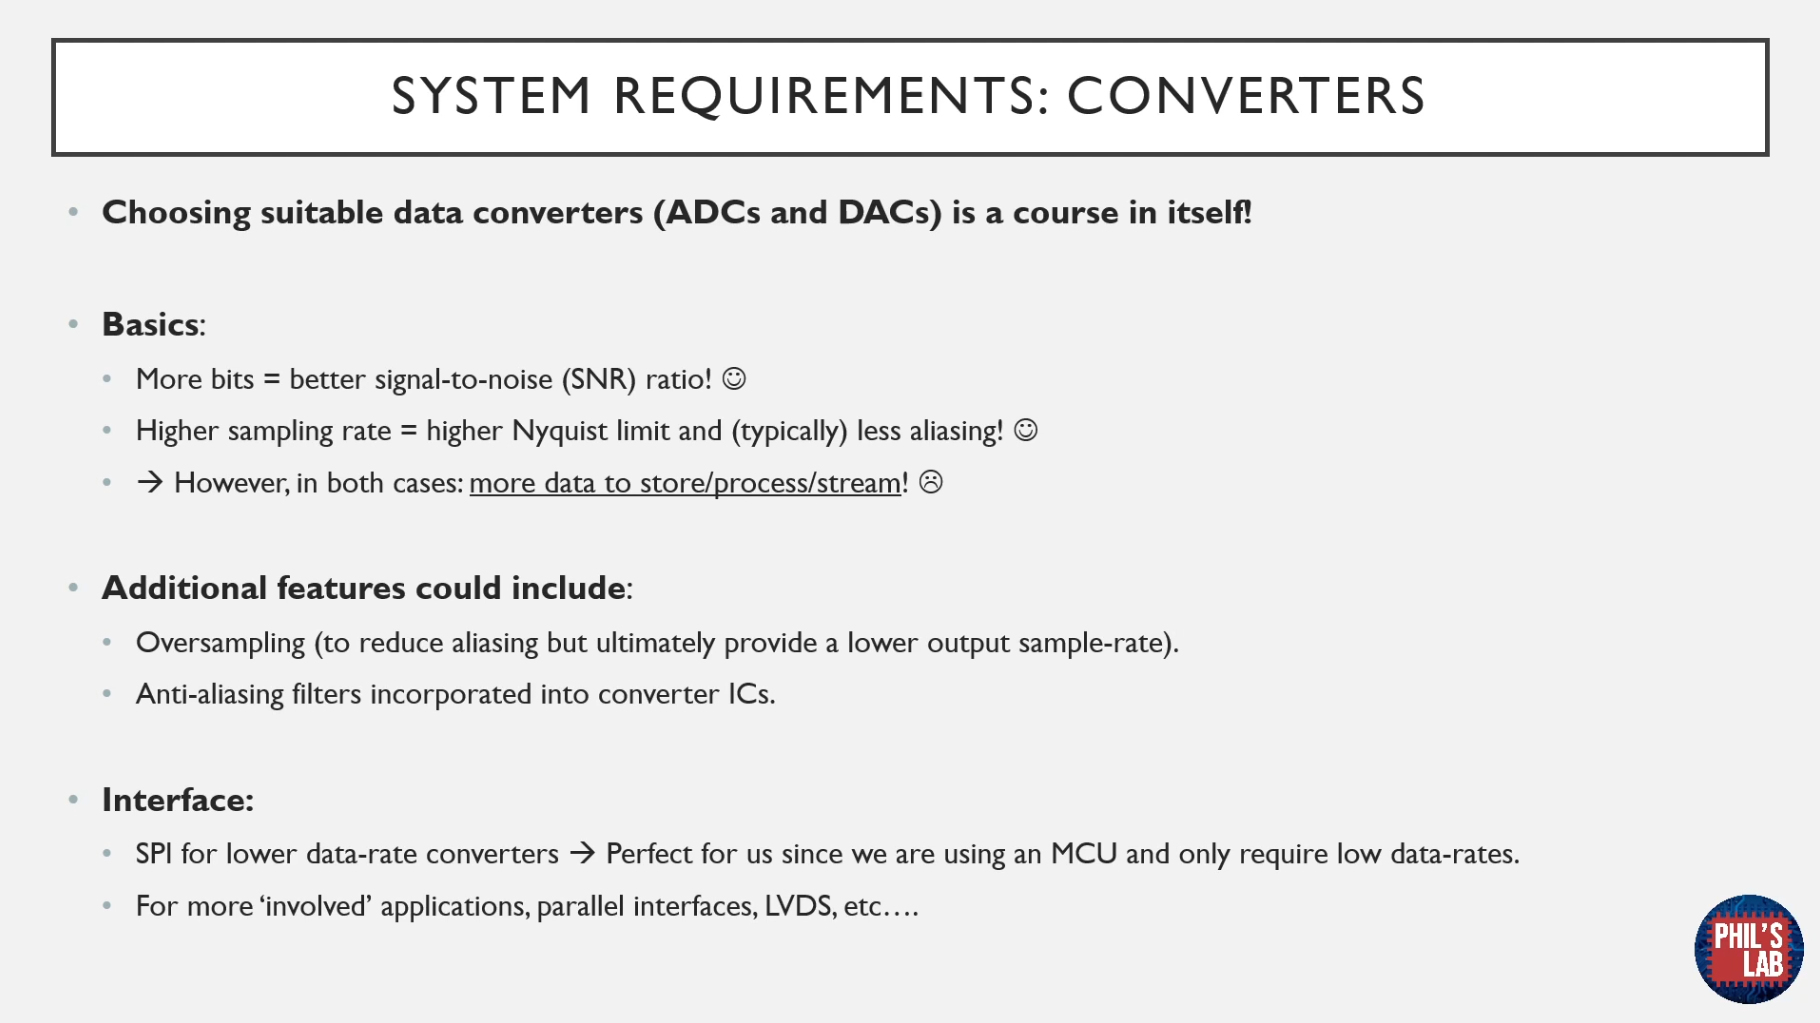 SYSTEM REQUIREMENTS: CONVERTERS
• Choosing suitable data converters (ADCs and DACs) is a course in itself!
• Basics:
• More bits = better signal-to-noise (SNR) ratio! ☺
• Higher sampling rate = higher Nyquist limit and (typically) less aliasing! ☺
• → However, in both cases: more data to store/process/stream! ☹
• Additional features could include:
• Oversampling (to reduce aliasing but ultimately provide a lower output sample-rate).
• Anti-aliasing filters incorporated into converter ICs.
• Interface:
• SPI for lower data-rate converters → Perfect for us since we are using an MCU and only require low data-rates.
• For more ‘involved’ applications, parallel interfaces, LVDS, etc….
PHIL'S
LAB